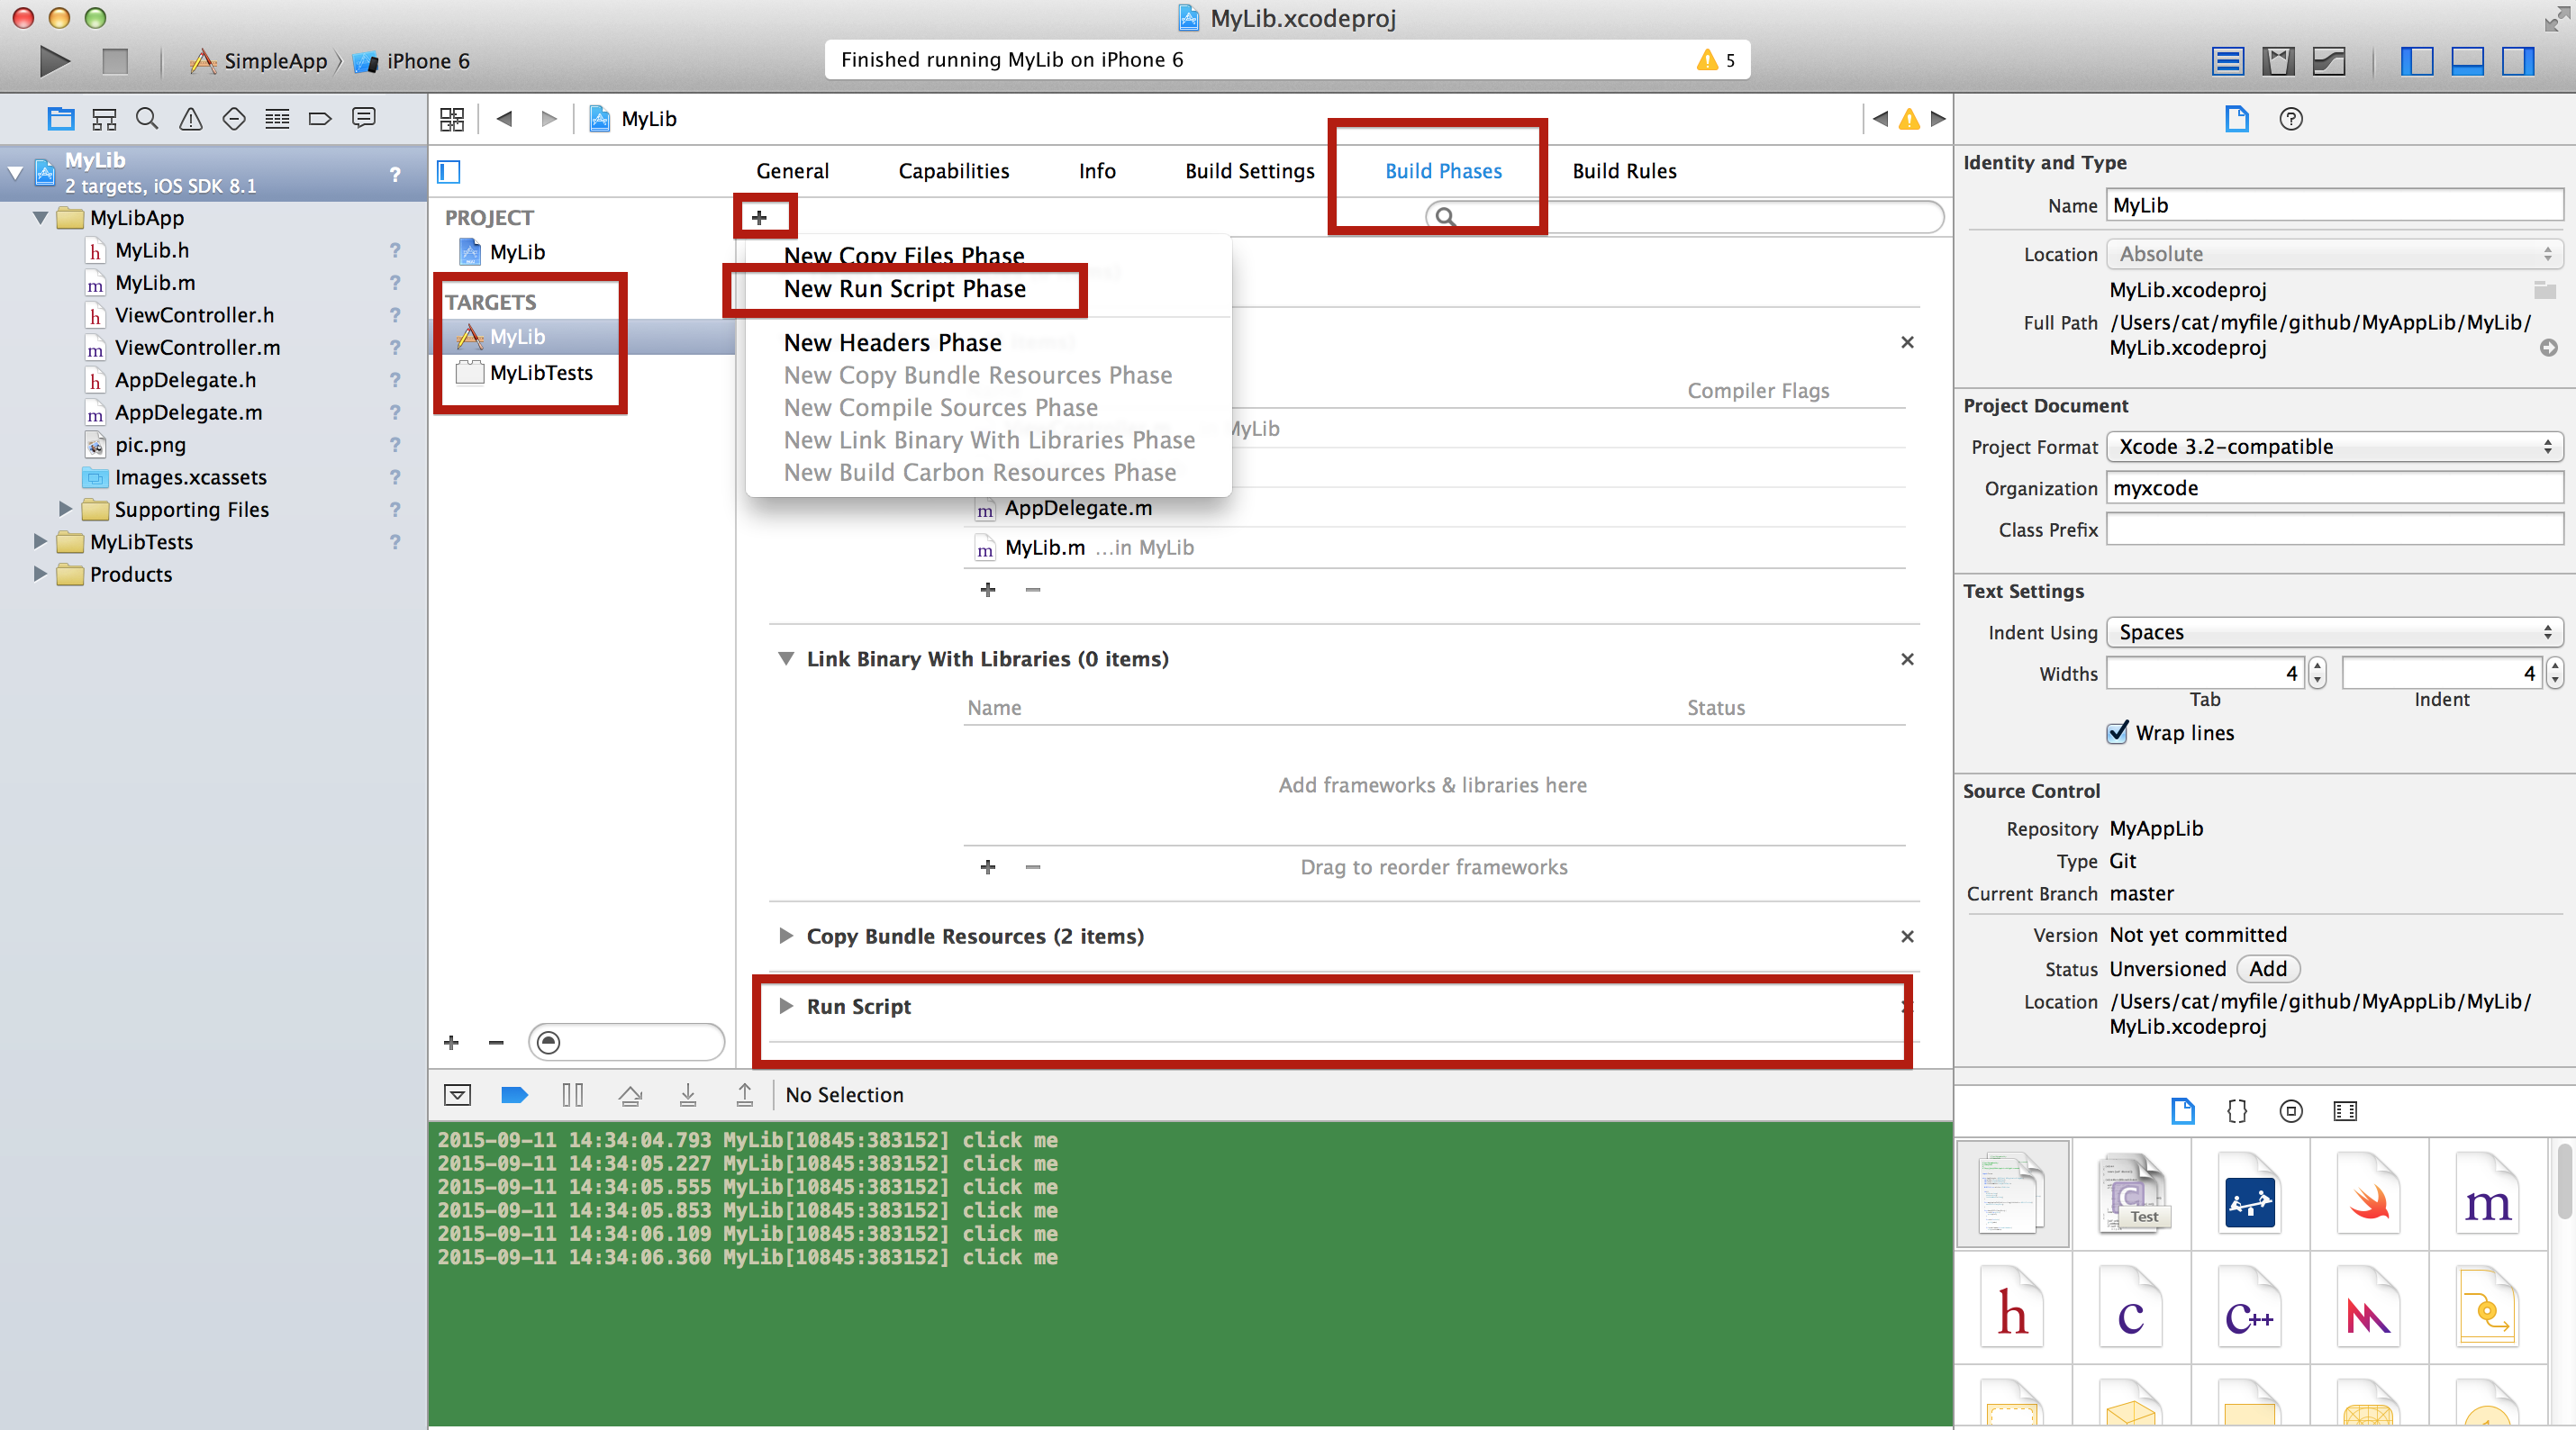 MyLib.xcodeproj
SimpleApp
iPhone 6
Finished running MyLib on iPhone 6
5
MyLib
2 targets, iOS SDK 8.1
?
MyLibApp
h MyLib.h ?
m MyLib.m ?
h ViewController.h ?
m ViewController.m ?
h AppDelegate.h ?
m AppDelegate.m ?
pic.png ?
Images.xcassets ?
Supporting Files ?
MyLibTests ?
Products
MyLib
General Capabilities Info Build Settings Build Phases Build Rules
PROJECT
MyLib
TARGETS
MyLib
MyLibTests
+
New Copy Files Phase
New Run Script Phase
New Headers Phase
New Copy Bundle Resources Phase
New Compile Sources Phase
New Link Binary With Libraries Phase
New Build Carbon Resources Phase
Compiler Flags
MyLib
m AppDelegate.m
m MyLib.m ...in MyLib
+ −
Link Binary With Libraries (0 items)
Name Status
Add frameworks & libraries here
+ − Drag to reorder frameworks
Copy Bundle Resources (2 items)
Run Script
+ −
No Selection
2015-09-11 14:34:04.793 MyLib[10845:383152] click me
2015-09-11 14:34:05.227 MyLib[10845:383152] click me
2015-09-11 14:34:05.555 MyLib[10845:383152] click me
2015-09-11 14:34:05.853 MyLib[10845:383152] click me
2015-09-11 14:34:06.109 MyLib[10845:383152] click me
2015-09-11 14:34:06.360 MyLib[10845:383152] click me
Identity and Type
Name MyLib
Location Absolute
MyLib.xcodeproj
Full Path /Users/cat/myfile/github/MyAppLib/MyLib/
MyLib.xcodeproj
Project Document
Project Format Xcode 3.2-compatible
Organization myxcode
Class Prefix
Text Settings
Indent Using Spaces
Widths 4 4
Tab Indent
Wrap lines
Source Control
Repository MyAppLib
Type Git
Current Branch master
Version Not yet committed
Status Unversioned Add
Location /Users/cat/myfile/github/MyAppLib/MyLib/
MyLib.xcodeproj
{}
C
Test
m
h
c
c++